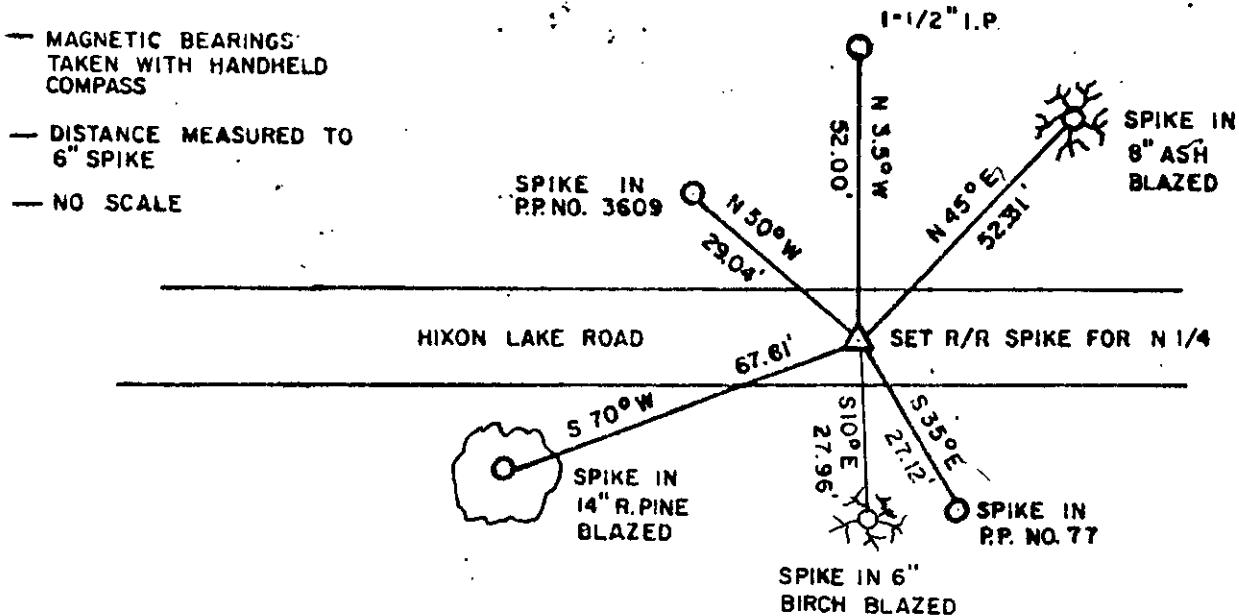 — MAGNETIC BEARINGS
TAKEN WITH HANDHELD
COMPASS
— DISTANCE MEASURED TO
6" SPIKE
— NO SCALE
1-1/2" I.P.
N 3.5° W
52.00'
SPIKE IN
8" ASH
BLAZED
N 45° E
SPIKE IN
P.P. NO. 3609
N 50° W
29.04'
HIXON LAKE ROAD
SET R/R SPIKE FOR N 1/4
67.61'
S 70° W
SPIKE IN
14" R. PINE
BLAZED
S10°E
27.96'
S 35° E
27.12'
SPIKE IN
P.P. NO. 77
SPIKE IN 6"
BIRCH BLAZED